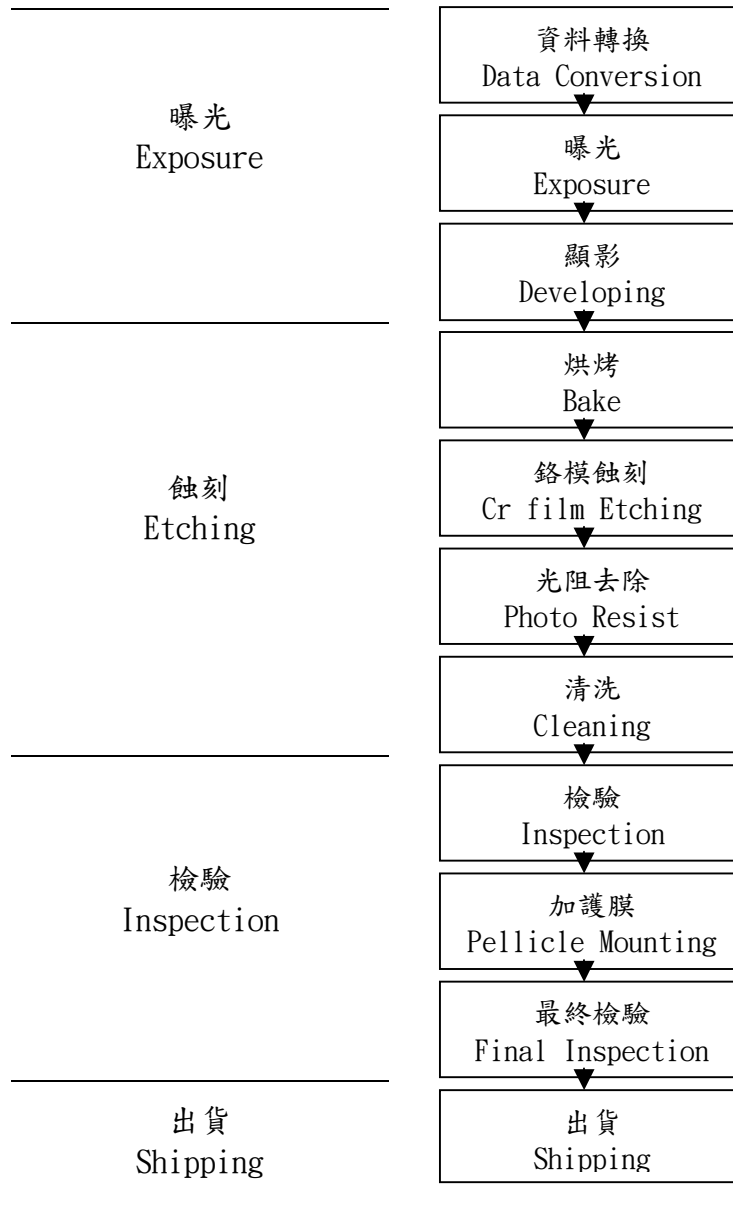 曝光
Exposure
資料轉換
Data Conversion
曝光
Exposure
顯影
Developing
蝕刻
Etching
烘烤
Bake
鉻模蝕刻
Cr film Etching
光阻去除
Photo Resist
清洗
Cleaning
檢驗
Inspection
檢驗
Inspection
加護膜
Pellicle Mounting
最終檢驗
Final Inspection
出貨
Shipping
出貨
Shipping